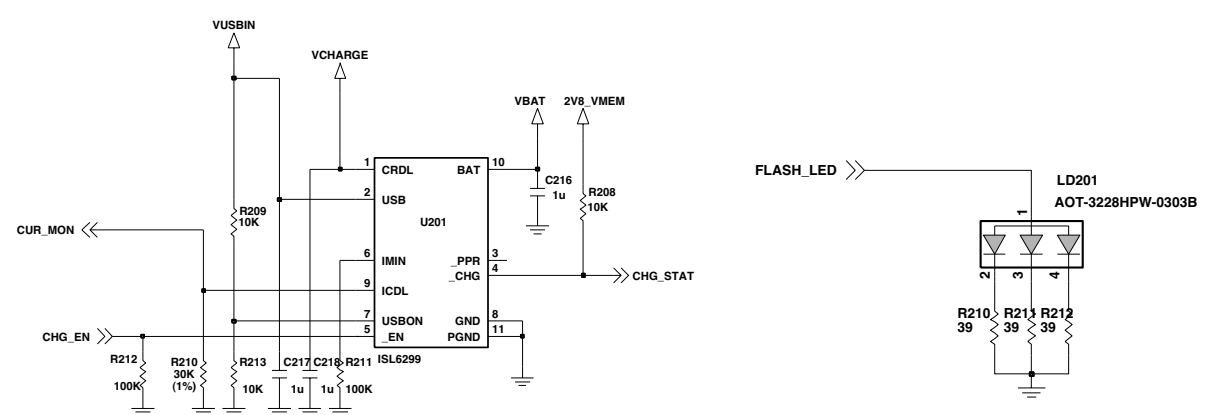 VUSBIN
VCHARGE
VBAT
2V8_VMEM
1
CRDL
BAT
10
C216
1u
R208
10K
2
USB
R209
10K
U201
CUR_MON
6
IMIN
_PPR
3
_CHG
4
CHG_STAT
9
ICDL
7
USBON
GND
8
CHG_EN
5
_EN
PGND
11
ISL6299
R212
100K
R210
30K
(1%)
R213
10K
C217
1u
C218
1u
R211
100K
FLASH_LED
LD201
AOT-3228HPW-0303B
1
2
3
4
R210
39
R211
39
R212
39